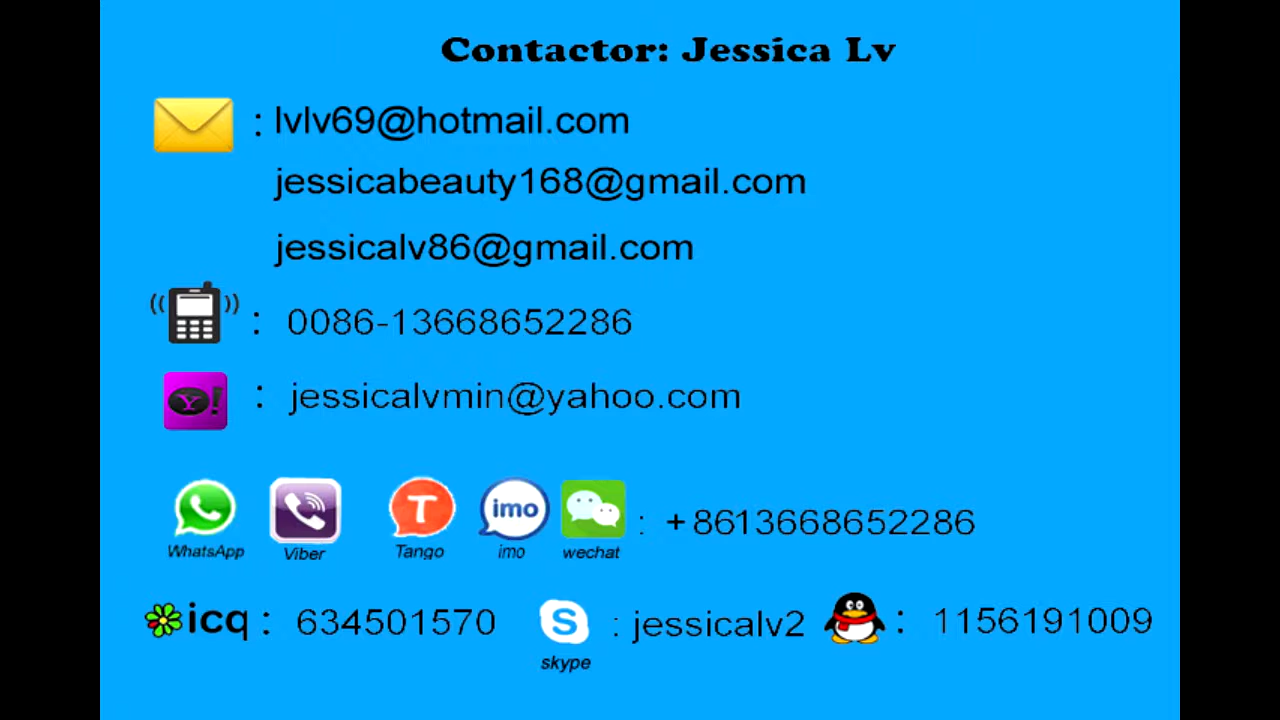 Contactor: Jessica Lv
: lvlv69@hotmail.com
jessicabeauty168@gmail.com
jessicalv86@gmail.com
: 0086-13668652286
Y! : jessicalvmin@yahoo.com
T imo : +8613668652286
WhatsApp Viber Tango imo wechat
icq : 634501570 S : jessicalv2 : 1156191009
skype